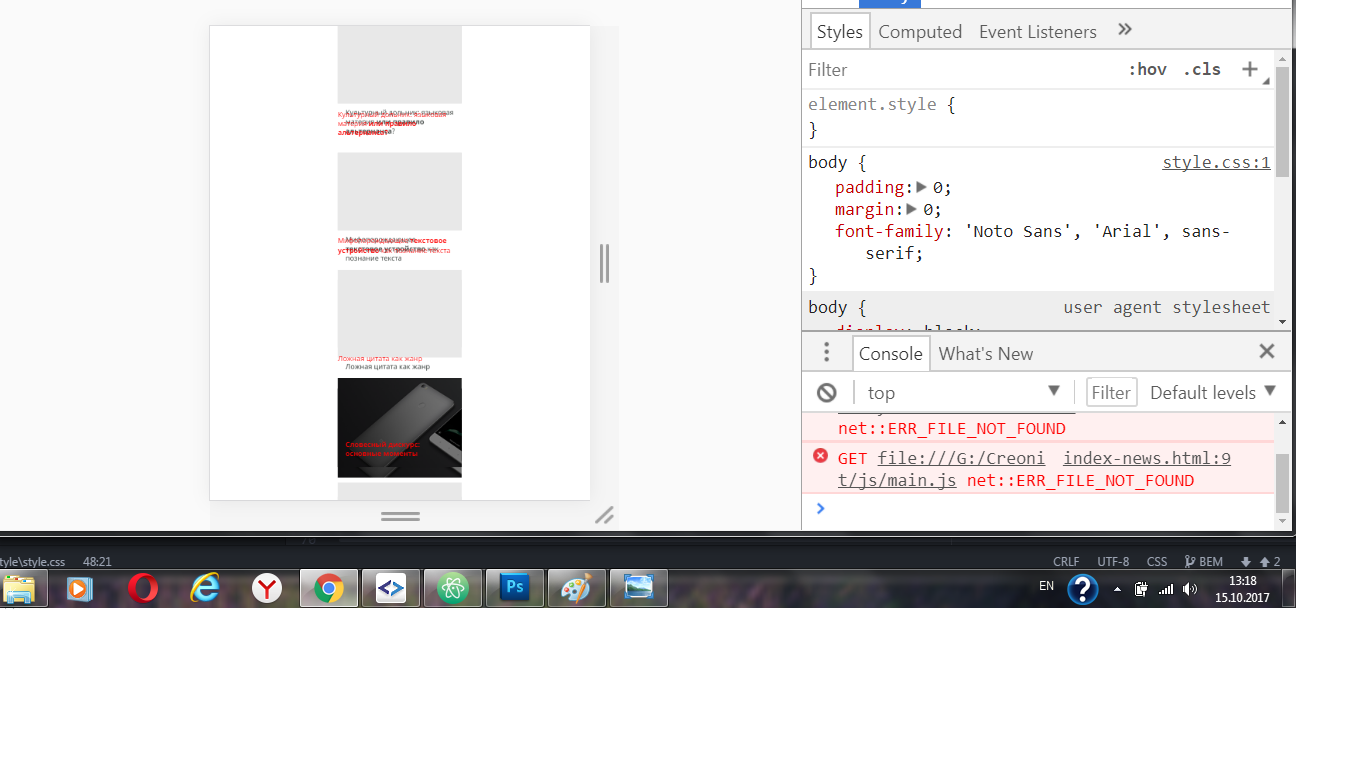 Культурный дольник: языковая
материя или правило
альтернанса?
Мифопорождающее текстовое
устройство как познание текста
познание текста
Ложная цитата как жанр
Ложная цитата как жанр
Словесный дискурс:
основные моменты
Styles Computed Event Listeners »
Filter :hov .cls +
element.style {
}
body { style.css:1
padding: 0;
margin: 0;
font-family: 'Noto Sans', 'Arial', sans-
serif;
}
body { user agent stylesheet
Console What's New
top Filter Default levels
net::ERR_FILE_NOT_FOUND
GET file:///G:/Creoni index-news.html:9
t/js/main.js net::ERR_FILE_NOT_FOUND
tyle\style.css 48:21 CRLF UTF-8 CSS BEM 2
Ps
EN 13:18
15.10.2017